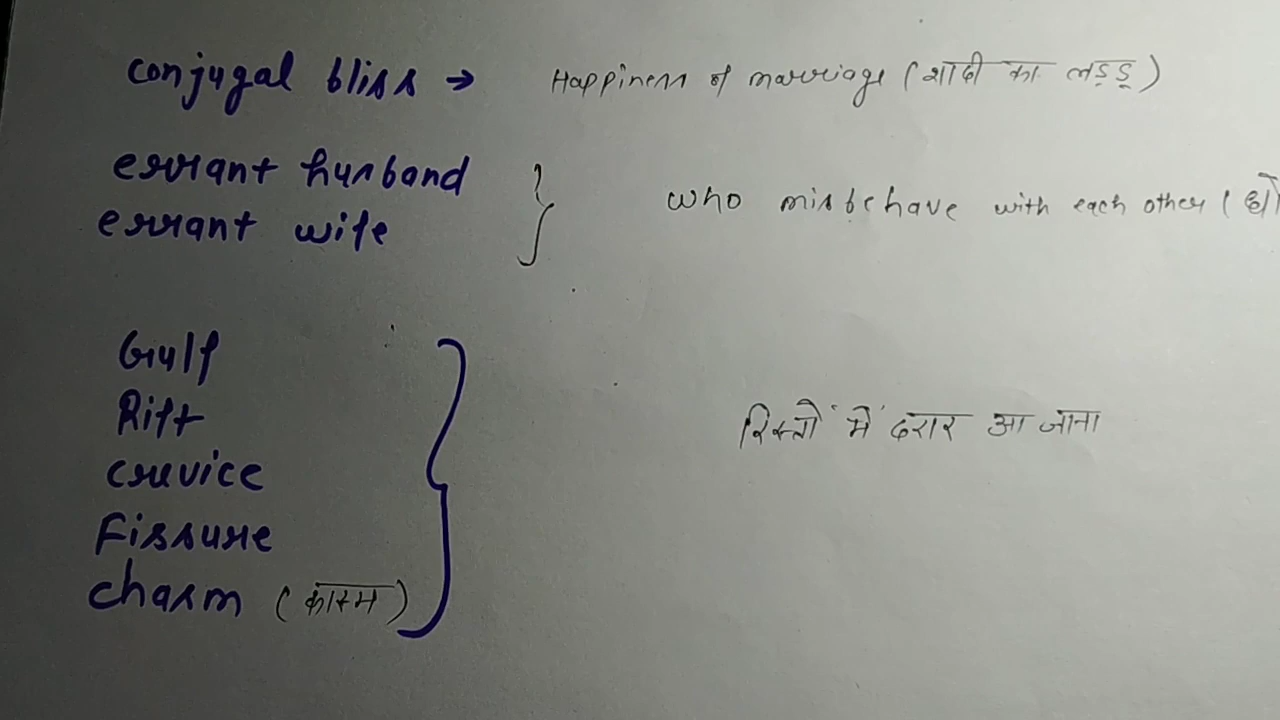 conjugal bliss → Happiness of marriage (शादी का लड़डू)
errant husband
errant wife
who misbehave with each other (
Gulf
Rift
crevice
Fissure
chasm (कास्म)
रिस्तों में दरार आ जाना